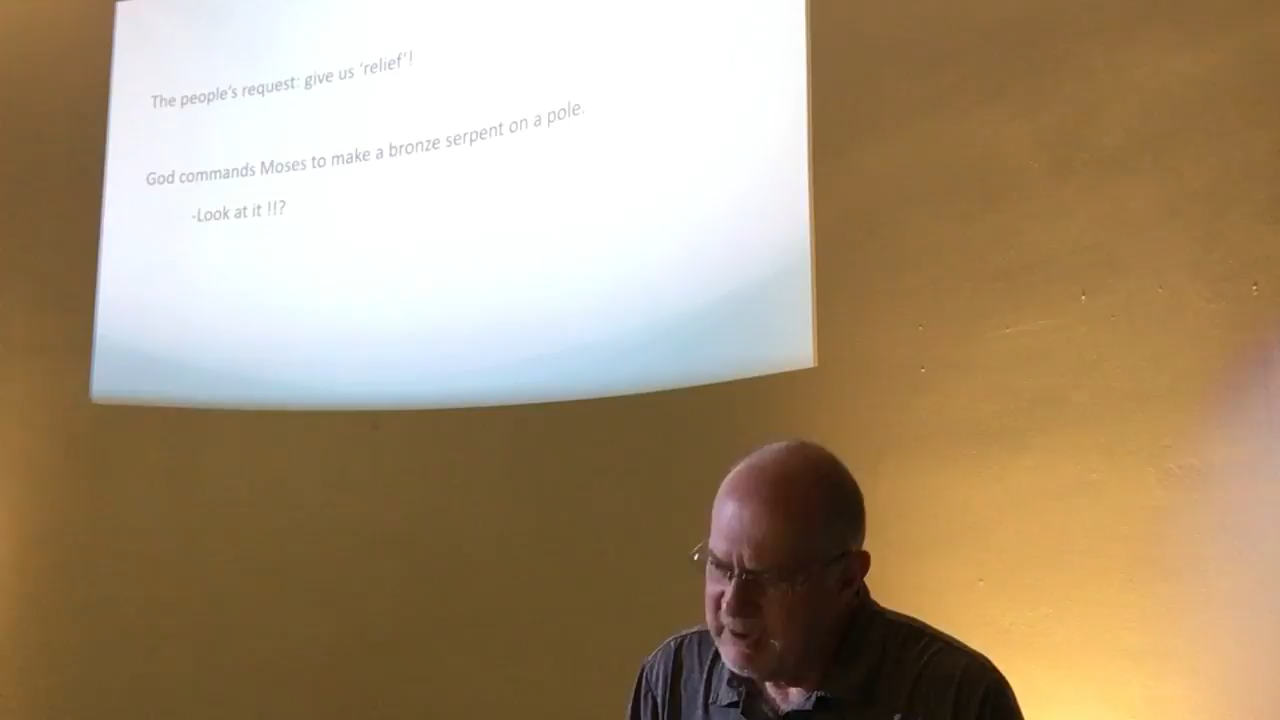 The people's request: give us 'relief'!
God commands Moses to make a bronze serpent on a pole.
-Look at it !!?